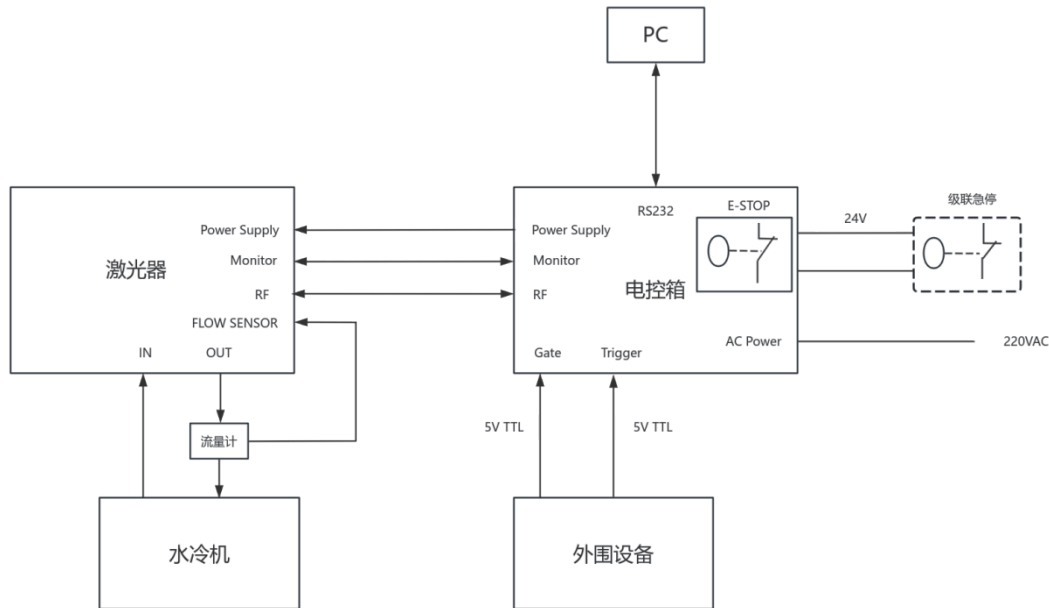 PC
RS232
E-STOP
24V
级联急停
Power Supply
Monitor
RF
FLOW SENSOR
激光器
IN
OUT
Power Supply
Monitor
RF
电控箱
Gate
Trigger
AC Power
220VAC
流量计
5V TTL
5V TTL
水冷机
外围设备